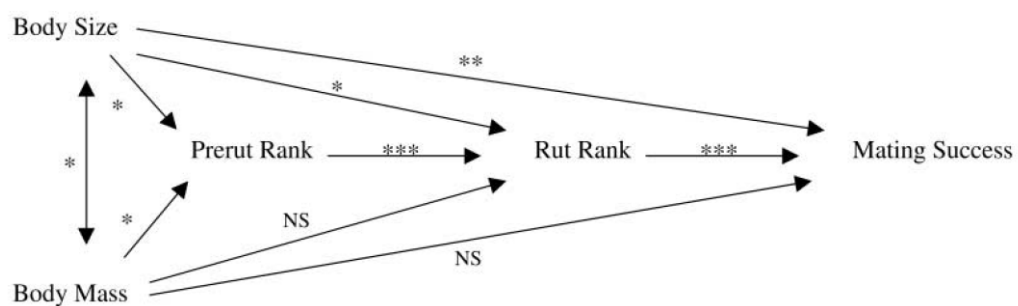 Body Size
**
*
*
Prerut Rank *** Rut Rank *** Mating Success
*
*
NS
NS
Body Mass